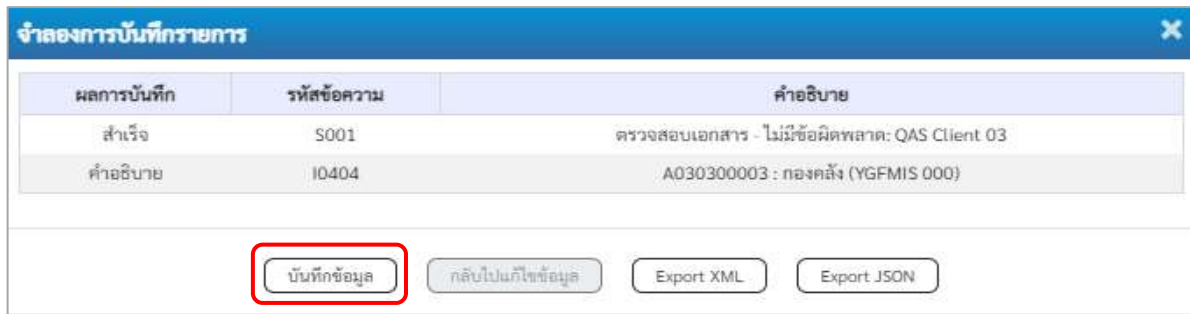 จำลองการบันทึกรายการ
ผลการบันทึก รหัสข้อความ คำอธิบาย
สำเร็จ S001 ตรวจสอบเอกสาร - ไม่มีข้อผิดพลาด: QAS Client 03
คำอธิบาย I0404 A030300003 : กองคลัง (YGFMIS 000)
บันทึกข้อมูล กลับไปแก้ไขข้อมูล Export XML Export JSON